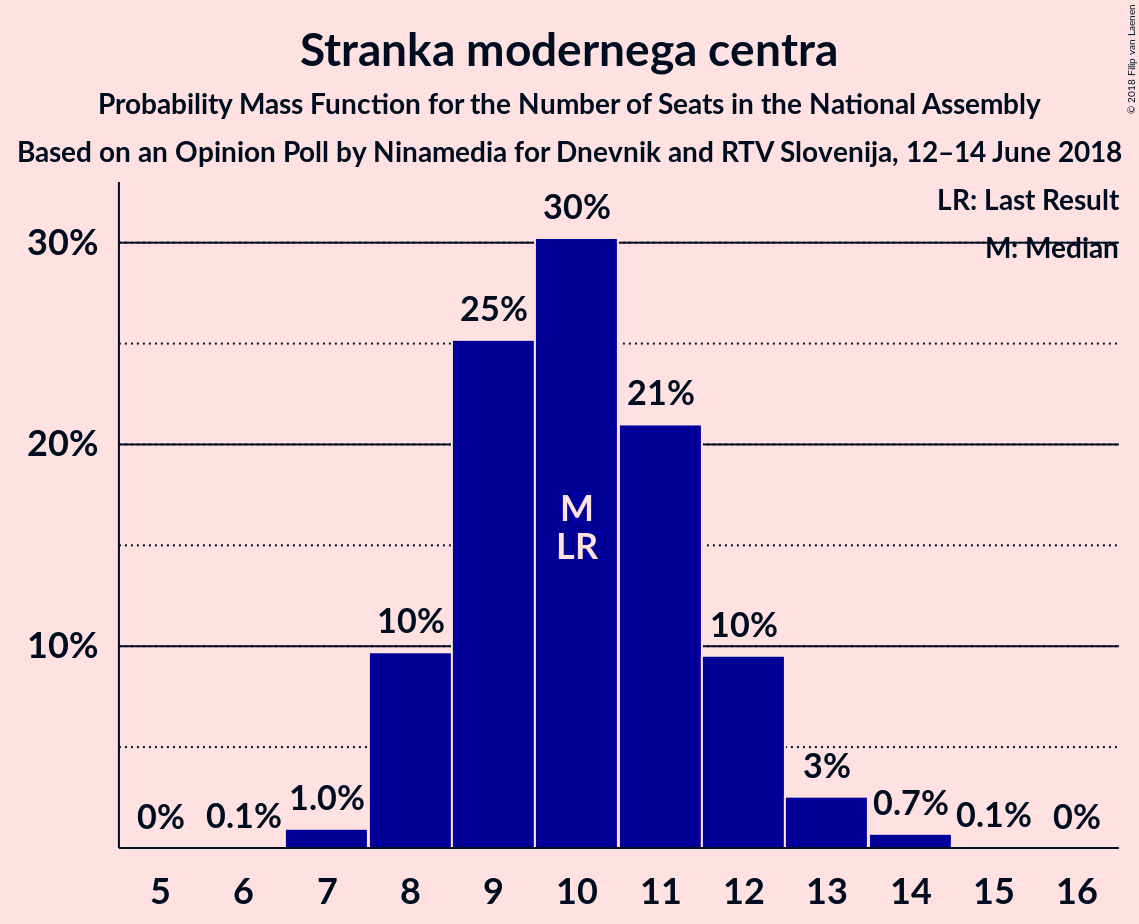 Stranka modernega centra
Probability Mass Function for the Number of Seats in the National Assembly
Based on an Opinion Poll by Ninamedia for Dnevnik and RTV Slovenija, 12–14 June 2018
© 2018 Filip van Laenen
LR: Last Result
M: Median
30%
20%
10%
0%
0.1%
1.0%
10%
25%
30%
21%
10%
3%
0.7%
0.1%
0%
M
LR
5 6 7 8 9 10 11 12 13 14 15 16